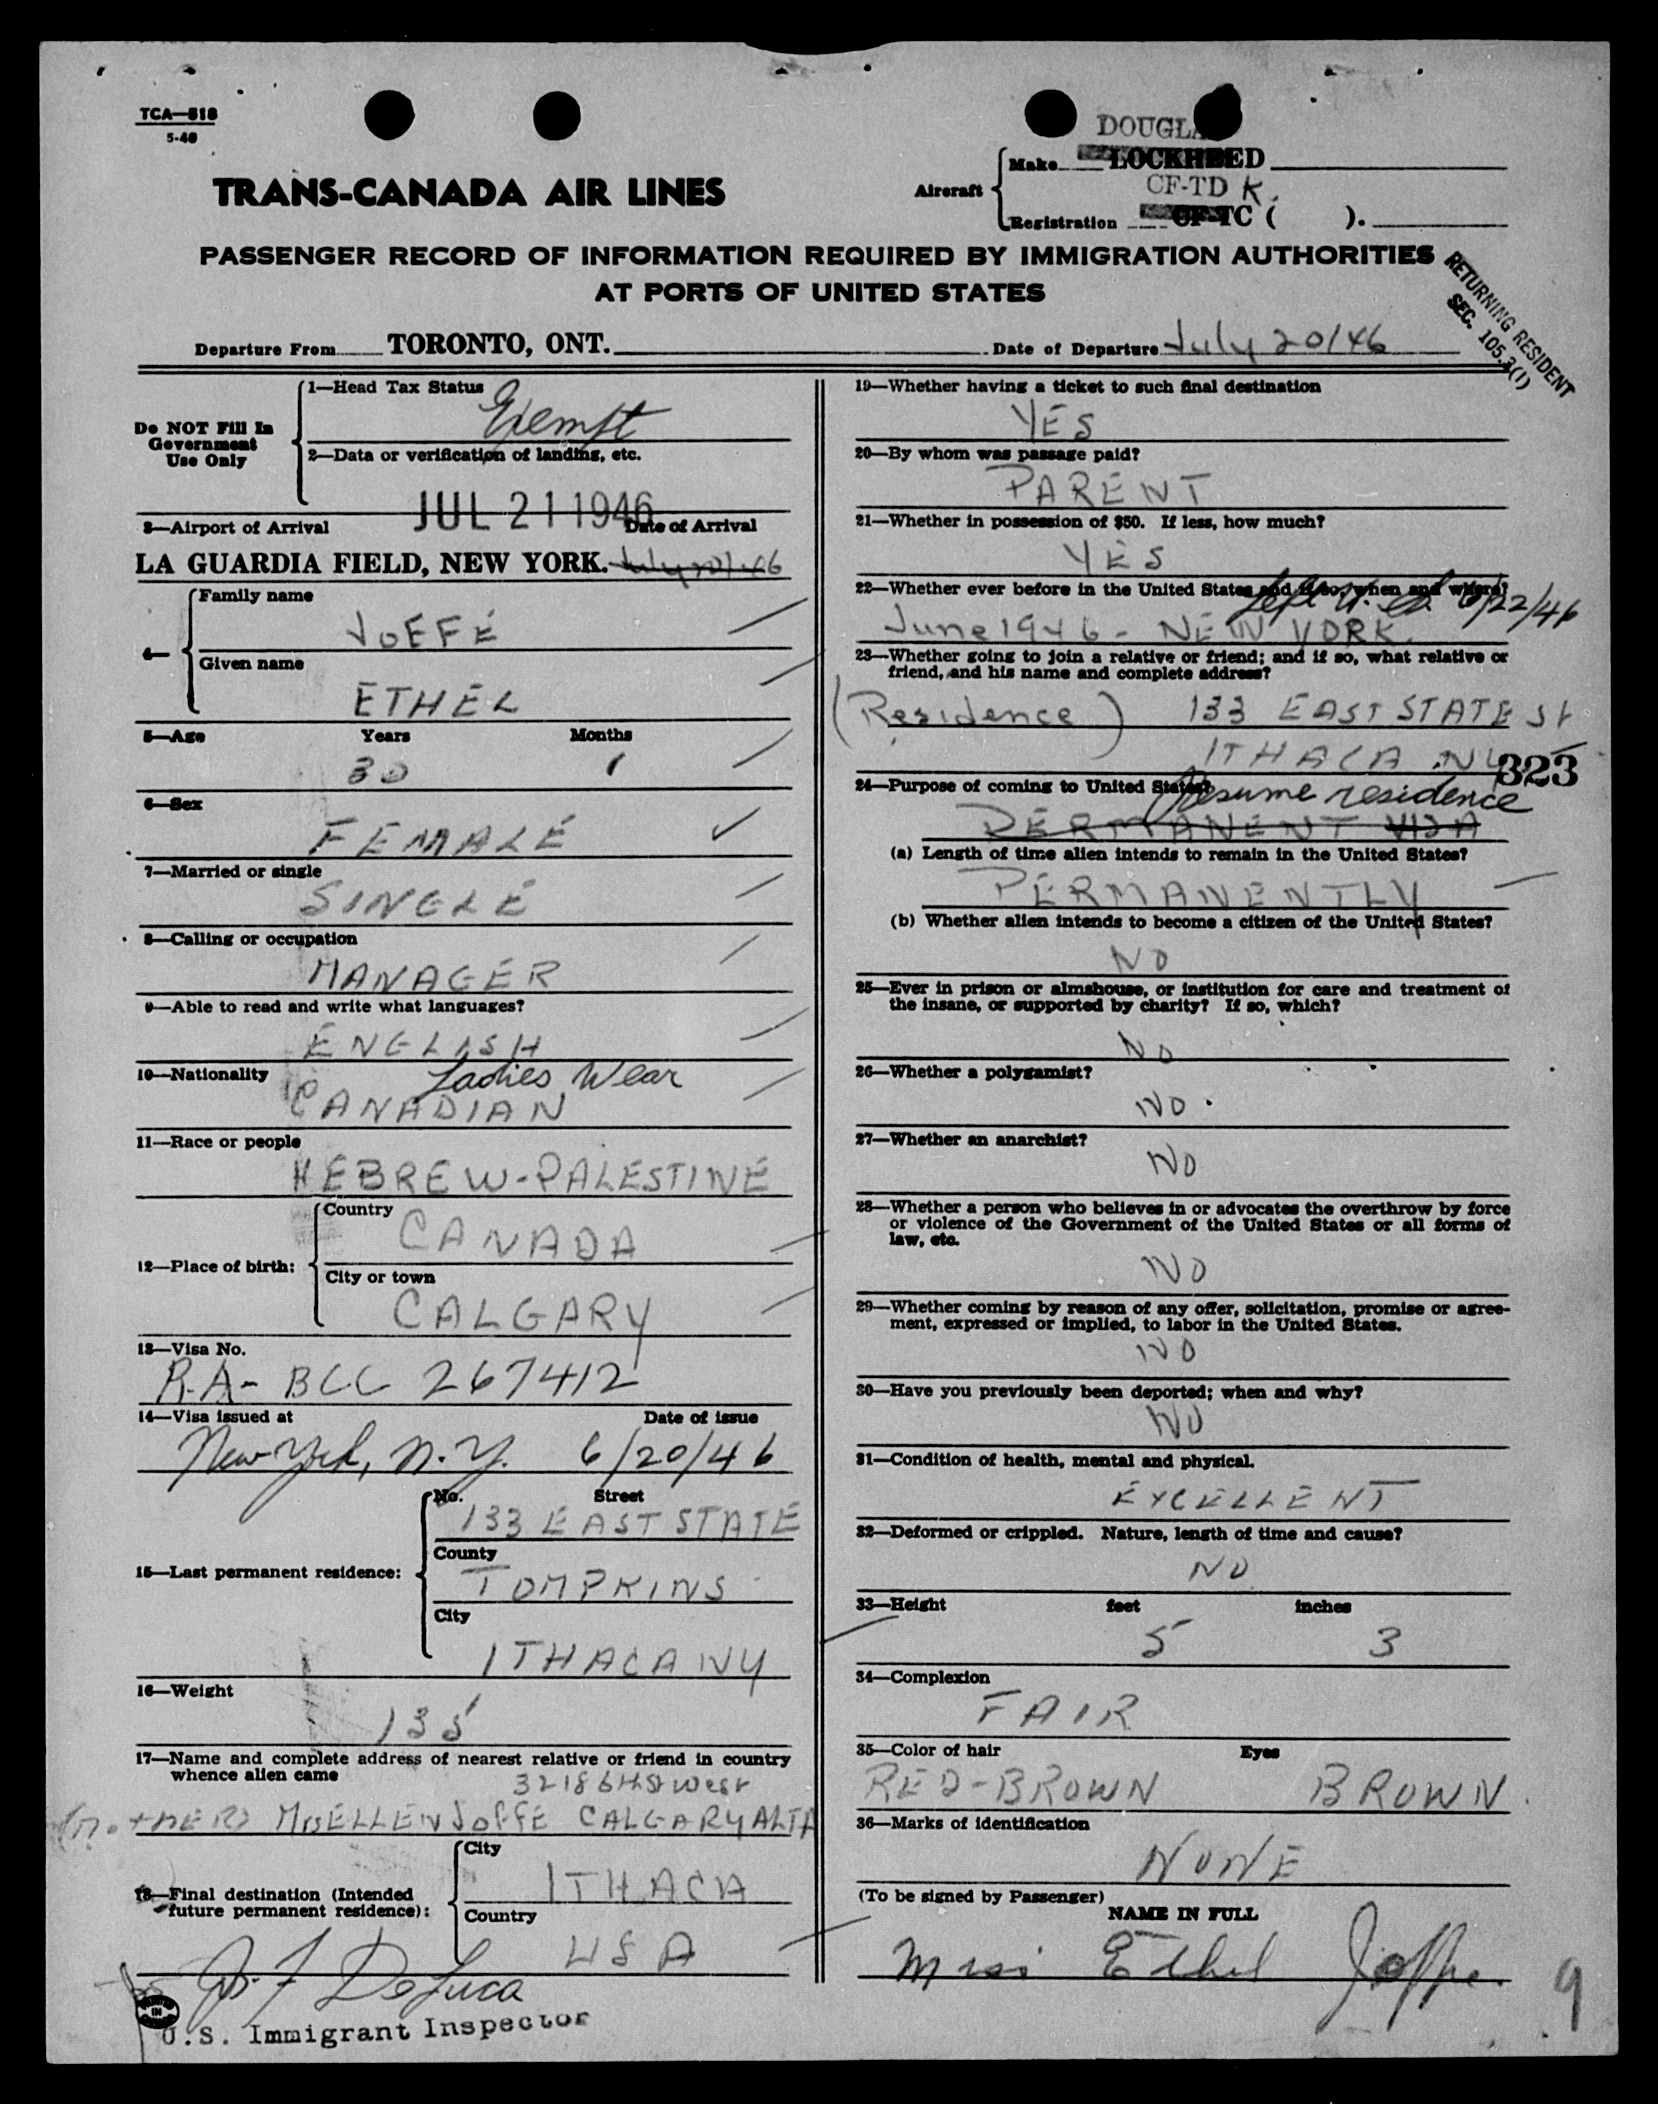 TCA—518
5-40
DOUGLA
TRANS-CANADA AIR LINES
Aircraft
Make LOCKHEED
CF-TD K.
Registration CF-TC ( ).
PASSENGER RECORD OF INFORMATION REQUIRED BY IMMIGRATION AUTHORITIES
AT PORTS OF UNITED STATES
RETURNING RESIDENT
SEC. 105.3(1)
Departure From TORONTO, ONT. Date of Departure July 20/46
Do NOT Fill In
Government
Use Only
1—Head Tax Status
Exempt
2—Data or verification of landing, etc.
JUL 21 1946
3—Airport of Arrival Date of Arrival
LA GUARDIA FIELD, NEW YORK. July 20/46
4—
Family name
JOFFE
Given name
ETHEL
5—Age Years Months
30 1
6—Sex
FEMALE
7—Married or single
SINGLE
8—Calling or occupation
MANAGER
9—Able to read and write what languages?
ENGLISH
10—Nationality Ladies Wear
CANADIAN
11—Race or people
HEBREW-PALESTINE
12—Place of birth:
Country
CANADA
City or town
CALGARY
13—Visa No.
R.A- BCC 267412
14—Visa issued at Date of issue
New York, N.Y. 6/20/46
15—Last permanent residence:
No. Street
133 EAST STATE
County
TOMPKINS
City
ITHACA NY
16—Weight
135
17—Name and complete address of nearest relative or friend in country
whence alien came
3218 6th St West
(MOTHER) MRS ELLEN JOFFE CALGARY ALTA
18—Final destination (Intended
future permanent residence):
City
ITHACA
Country
USA
J. F. DeLuca
U.S. Immigrant Inspector
19—Whether having a ticket to such final destination
YES
20—By whom was passage paid?
PARENT
21—Whether in possession of $50. If less, how much?
YES
22—Whether ever before in the United States and if so, when and where?
Left U.S. 6/22/46
June 1946 - NEW YORK.
23—Whether going to join a relative or friend; and if so, what relative or
friend, and his name and complete address?
(Residence) 133 EAST STATE St
ITHACA NY
323
24—Purpose of coming to United States?
Resume residence
PERMANENT VISA
(a) Length of time alien intends to remain in the United States?
PERMANENTLY
(b) Whether alien intends to become a citizen of the United States?
NO
25—Ever in prison or almshouse, or institution for care and treatment of
the insane, or supported by charity? If so, which?
NO
26—Whether a polygamist?
NO.
27—Whether an anarchist?
NO
28—Whether a person who believes in or advocates the overthrow by force
or violence of the Government of the United States or all forms of
law, etc.
NO
29—Whether coming by reason of any offer, solicitation, promise or agree-
ment, expressed or implied, to labor in the United States.
NO
30—Have you previously been deported; when and why?
NO
31—Condition of health, mental and physical.
EXCELLENT
32—Deformed or crippled. Nature, length of time and cause?
NO
33—Height feet inches
5 3
34—Complexion
FAIR
35—Color of hair Eyes
RED-BROWN BROWN
36—Marks of identification
NONE
(To be signed by Passenger)
NAME IN FULL
Miss Ethel Joffe.
9